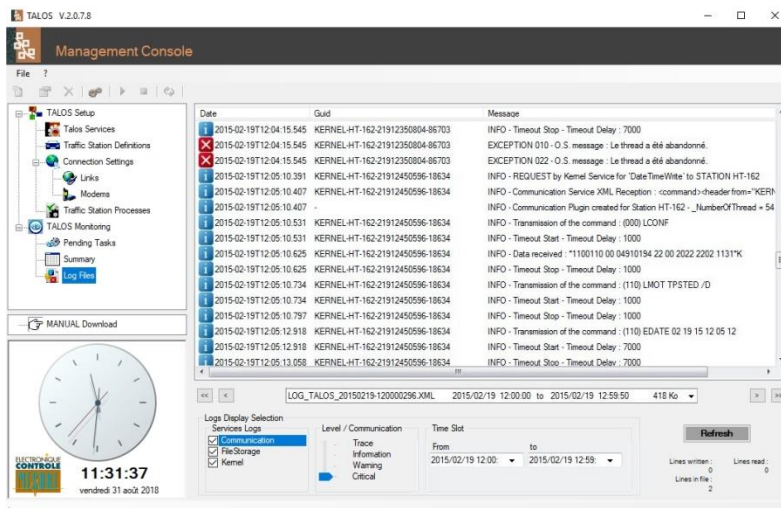 TALOS V.2.0.7.8
Management Console
File ?
TALOS Setup
Talos Services
Traffic Station Definitions
Connection Settings
Links
Modems
Traffic Station Processes
TALOS Monitoring
Pending Tasks
Summary
Log Files
MANUAL Download
ELECTRONIQUE
CONTROLE
MESURE
11:31:37
vendredi 31 août 2018
Date Guid Message
2015-02-19T12:04:15.545 KERNEL-HT-162-21912350804-86703 INFO - Timeout Stop - Timeout Delay : 7000
2015-02-19T12:04:15.545 KERNEL-HT-162-21912350804-86703 EXCEPTION 010 - O.S. message : Le thread a été abandonné.
2015-02-19T12:04:15.545 KERNEL-HT-162-21912350804-86703 EXCEPTION 022 - O.S. message : Le thread a été abandonné.
2015-02-19T12:05:10.391 KERNEL-HT-162-21912450596-18634 INFO - REQUEST by Kernel Service for 'DateTimeWrite' to STATION HT-162
2015-02-19T12:05:10.407 KERNEL-HT-162-21912450596-18634 INFO - Communication Service XML Reception : <command><header from="KERN
2015-02-19T12:05:10.407 - INFO - Communication Plugin created for Station HT-162 - _NumberOfThread = 54
2015-02-19T12:05:10.531 KERNEL-HT-162-21912450596-18634 INFO - Transmission of the command : (000) LCONF
2015-02-19T12:05:10.531 KERNEL-HT-162-21912450596-18634 INFO - Timeout Start - Timeout Delay : 1000
2015-02-19T12:05:10.625 KERNEL-HT-162-21912450596-18634 INFO - Data received : "1100110 00 04910194 22 00 2022 2202 1131"K
2015-02-19T12:05:10.625 KERNEL-HT-162-21912450596-18634 INFO - Timeout Stop - Timeout Delay : 1000
2015-02-19T12:05:10.734 KERNEL-HT-162-21912450596-18634 INFO - Transmission of the command : (110) LMOT TPSTED /D
2015-02-19T12:05:10.734 KERNEL-HT-162-21912450596-18634 INFO - Timeout Start - Timeout Delay : 1000
2015-02-19T12:05:10.797 KERNEL-HT-162-21912450596-18634 INFO - Timeout Stop - Timeout Delay : 1000
2015-02-19T12:05:12.918 KERNEL-HT-162-21912450596-18634 INFO - Transmission of the command : (110) EDATE 02 19 15 12 05 12
2015-02-19T12:05:12.918 KERNEL-HT-162-21912450596-18634 INFO - Timeout Start - Timeout Delay : 7000
2015-02-19T12:05:13.058 KERNEL-HT-162-21912450596-18634 INFO - Timeout Stop - Timeout Delay : 7000
<< < LOG_TALOS_20150219-120000296.XML 2015/02/19 12:00:00 to 2015/02/19 12:59:50 418 Ko > >>
Logs Display Selection
Services Logs
Communication
FileStorage
Kernel
Level / Communication
Trace
Information
Warning
Critical
Time Slot
From to
2015/02/19 12:00: 2015/02/19 12:59:
Refresh
Lines written : 0
Lines read : 0
Lines in file : 2